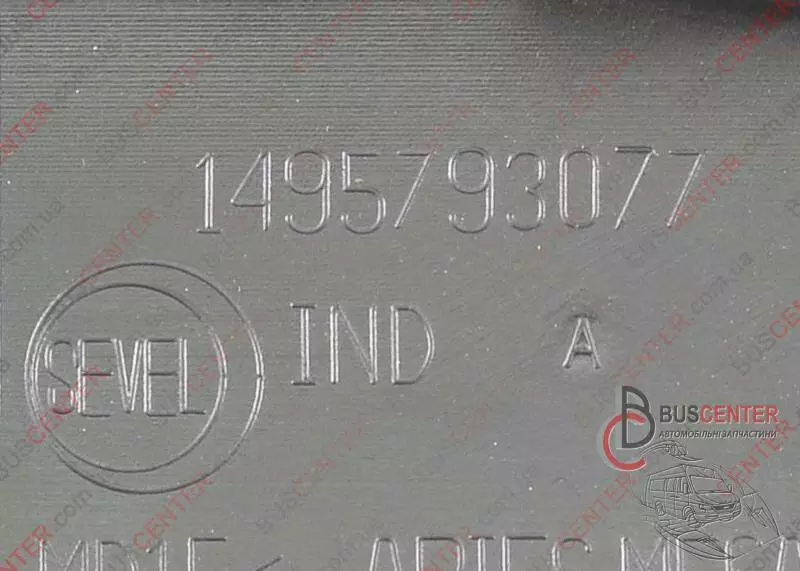 1495793077
SEVEL
IND A
BUSCENTER
АВТОМОБІЛЬНІ ЗАПЧАСТИНИ